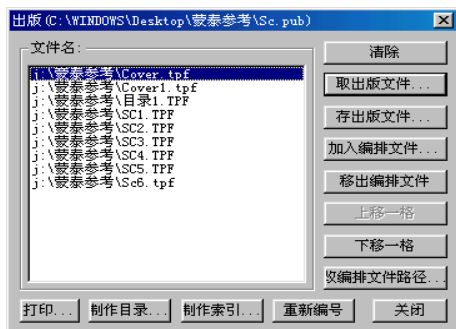 出版(C:\WINDOWS\Desktop\蒙泰参考\Sc.pub)
文件名:
清除
j:\蒙泰参考\Cover.tpf
j:\蒙泰参考\Cover1.tpf
取出版文件...
j:\蒙泰参考\目录1.TPF
j:\蒙泰参考\SC1.TPF
存出版文件...
j:\蒙泰参考\SC2.TPF
j:\蒙泰参考\SC3.TPF
加入编排文件...
j:\蒙泰参考\SC4.TPF
j:\蒙泰参考\SC5.TPF
j:\蒙泰参考\Sc6.tpf
移出编排文件
上移一格
下移一格
改编排文件路径...
打印... 制作目录... 制作索引... 重新编号 关闭